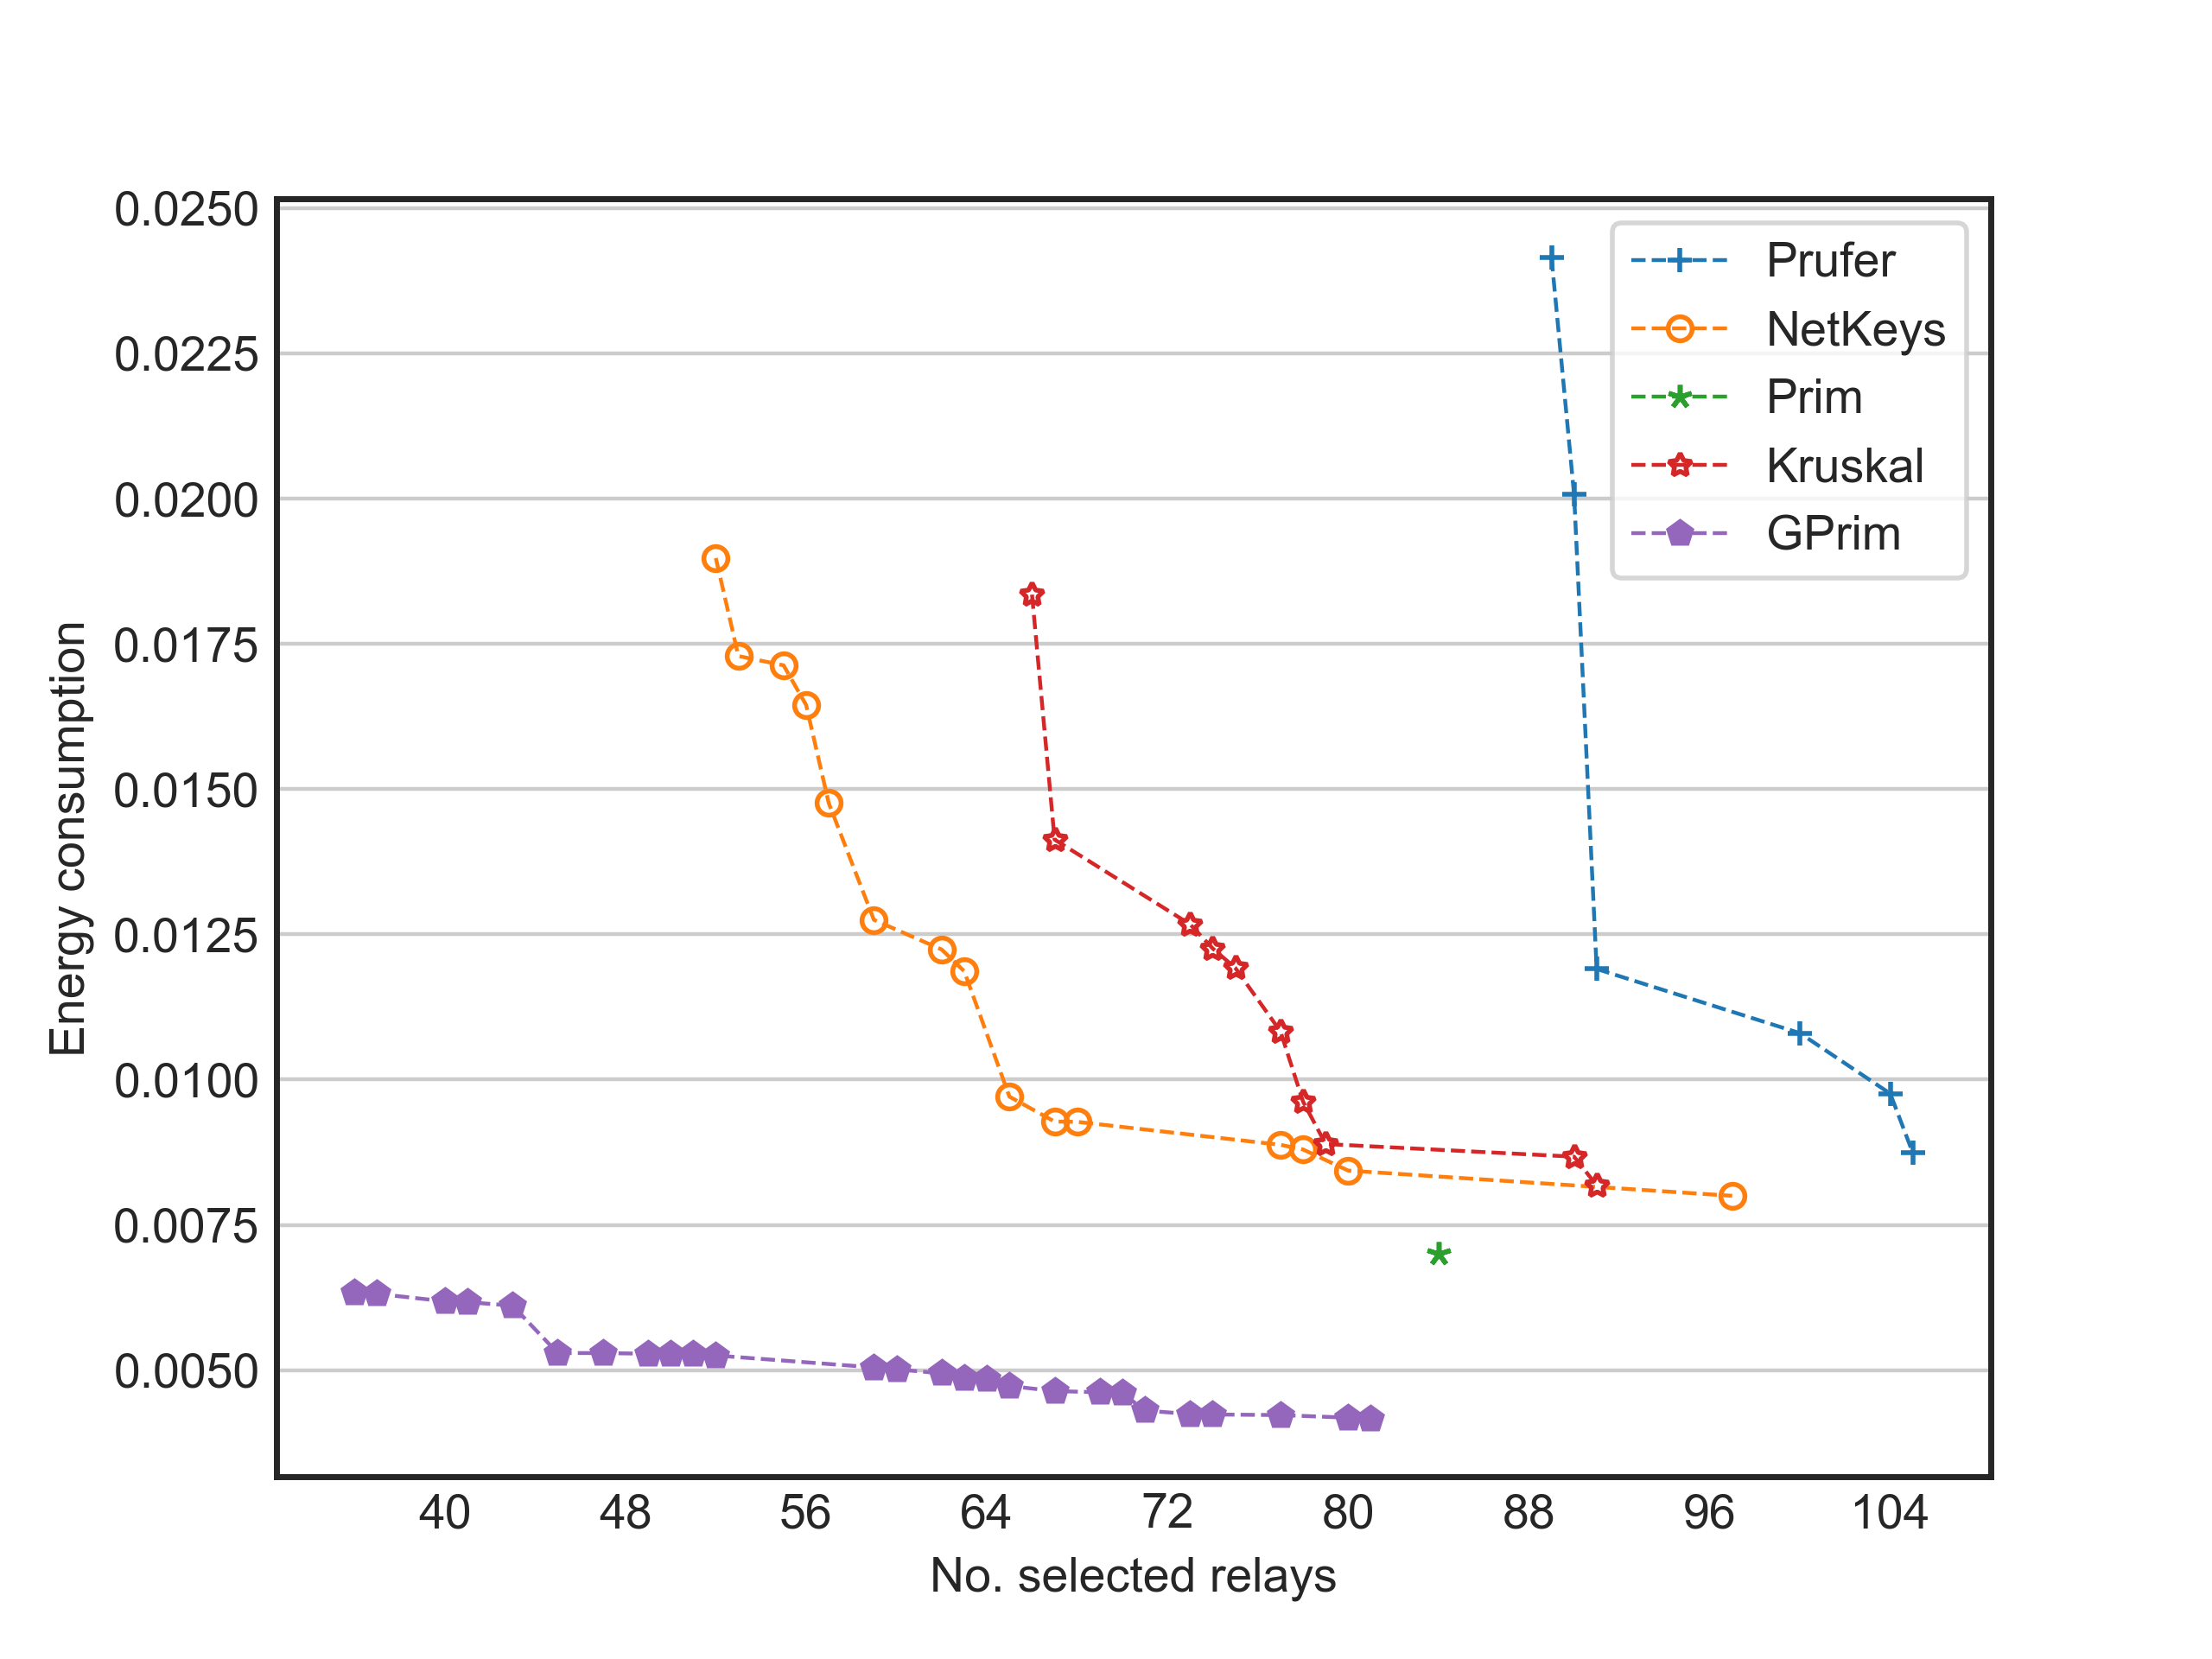 0.0250
0.0225
0.0200
0.0175
0.0150
0.0125
0.0100
0.0075
0.0050
Energy consumption
Prufer
NetKeys
Prim
Kruskal
GPrim
40 48 56 64 72 80 88 96 104
No. selected relays